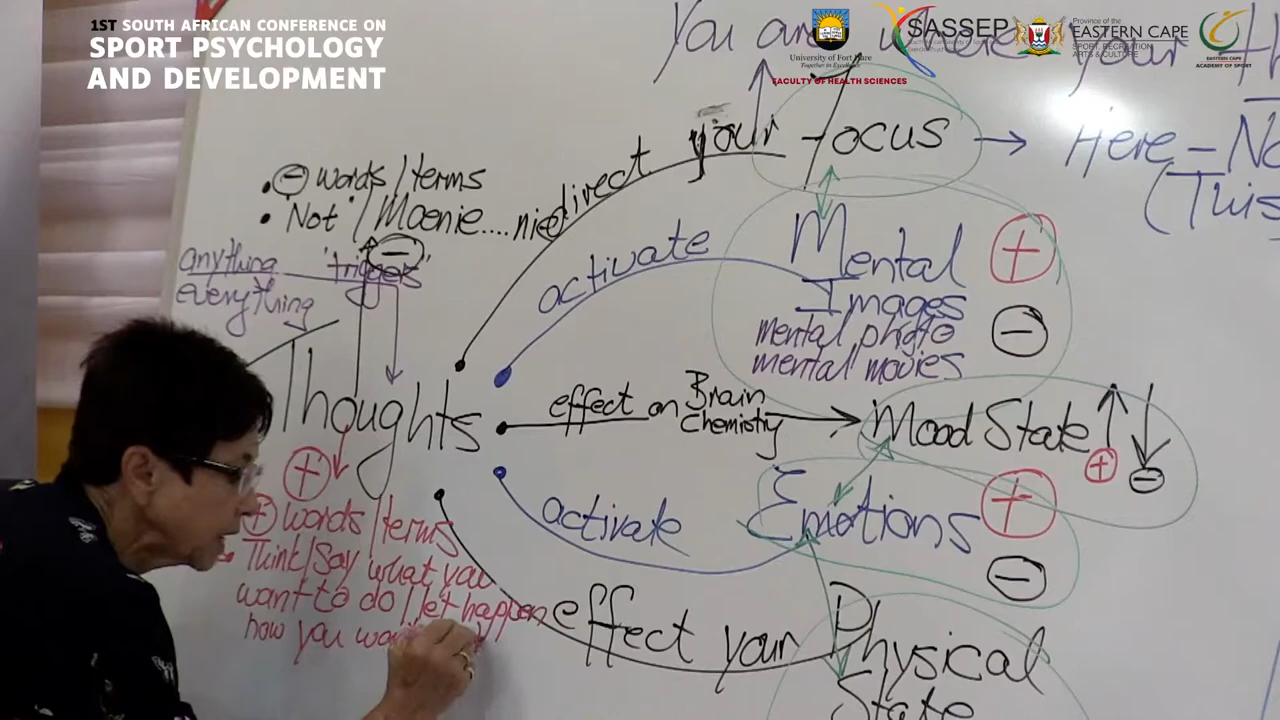 1ST SOUTH AFRICAN CONFERENCE ON
SPORT PSYCHOLOGY
AND DEVELOPMENT
University of Fort Hare
Together in Excellence
FACULTY OF HEALTH SCIENCES
SASSEP
Province of the
EASTERN CAPE
SPORT, RECREATION
ARTS & CULTURE
EASTERN CAPE
ACADEMY OF SPORT
You are your
direct your Focus → Here - No
(This
⊖ words/terms
Not / Moenie.... nie
anything 'triggers'
everything
activate Mental +
Images
mental photo −
mental movies
Thoughts
effect on Brain
Chemistry
Mood State
+ −
activate Emotions +
−
+
+ words/terms
Think/Say what you
want to do / let happen
how you
effect your Physical
State